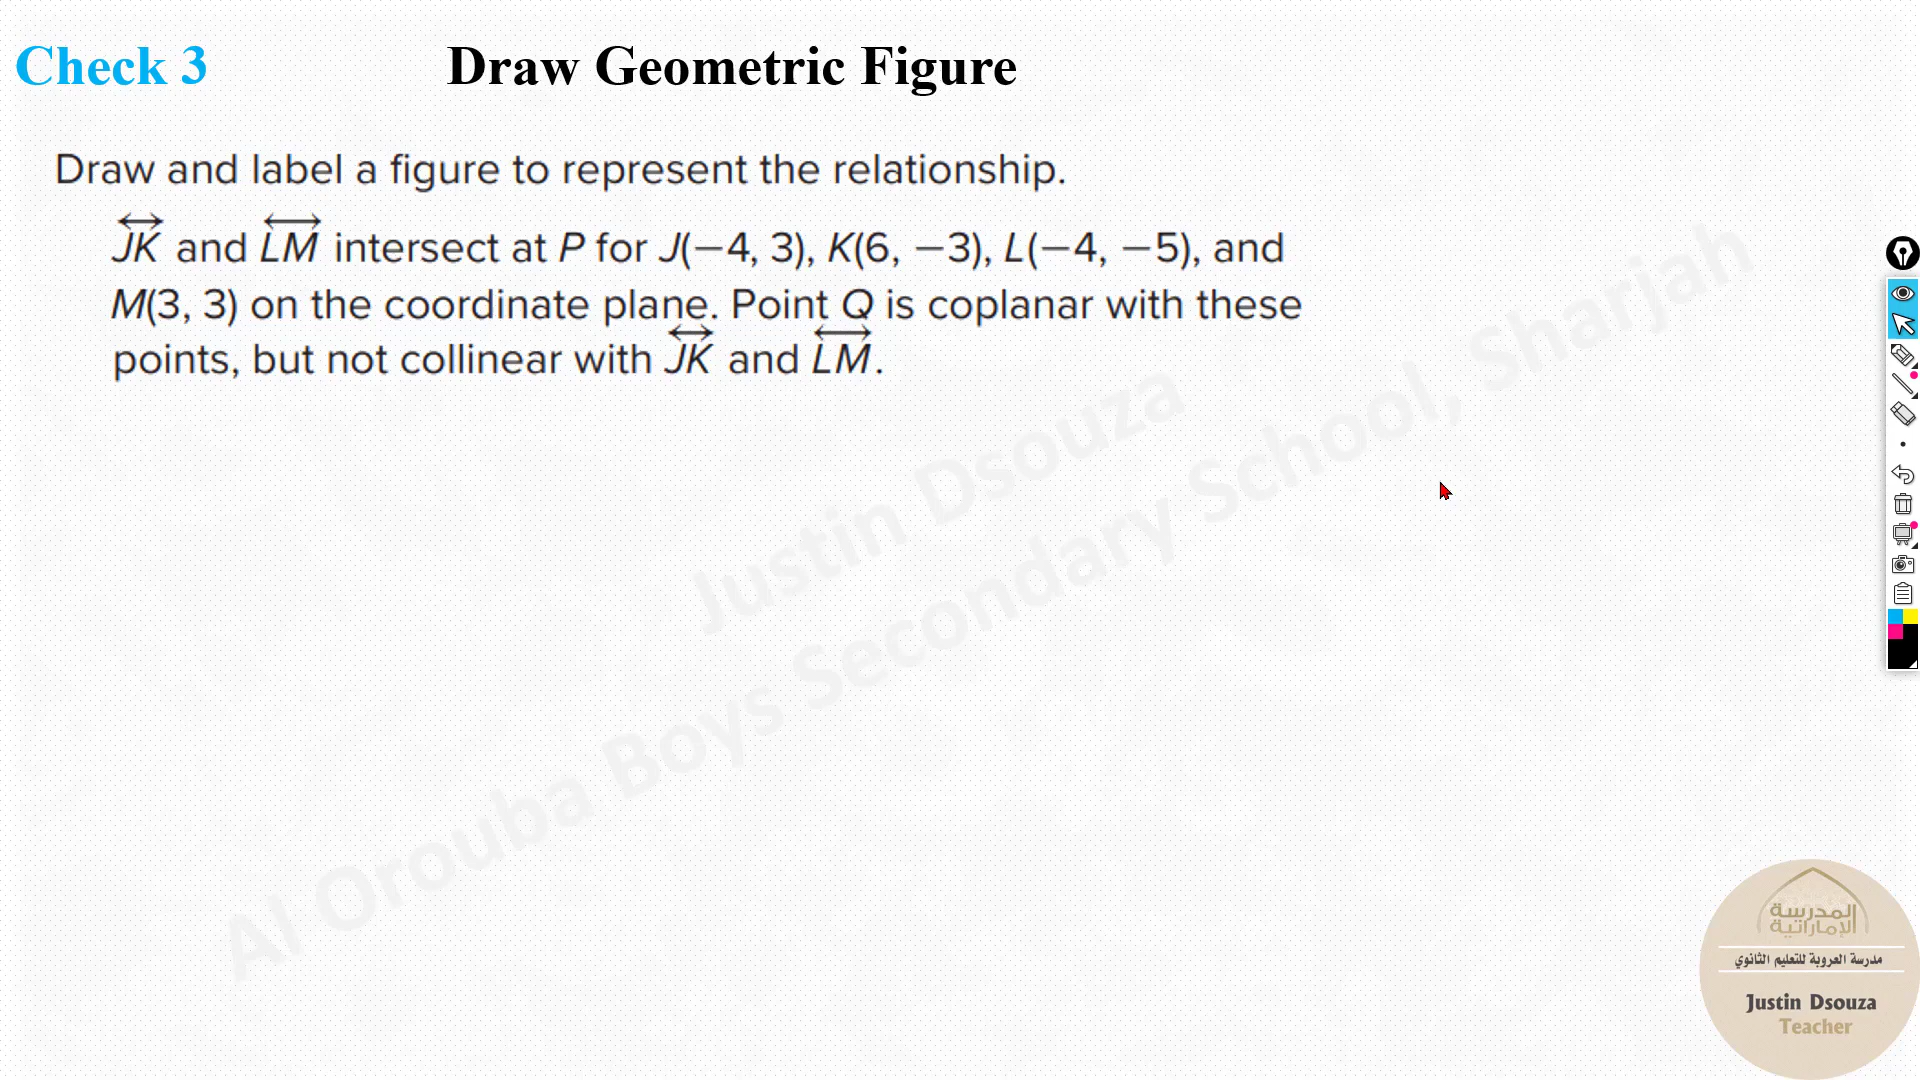 Check 3
Draw Geometric Figure
Draw and label a figure to represent the relationship.
JK and LM intersect at P for J(−4, 3), K(6, −3), L(−4, −5), and
M(3, 3) on the coordinate plane. Point Q is coplanar with these
points, but not collinear with JK and LM.
Justin Dsouza
Al Orouba Boys Secondary School, Sharjah
المدرسة
الإماراتية
مدرسة العروبة للتعليم الثانوي
Justin Dsouza
Teacher